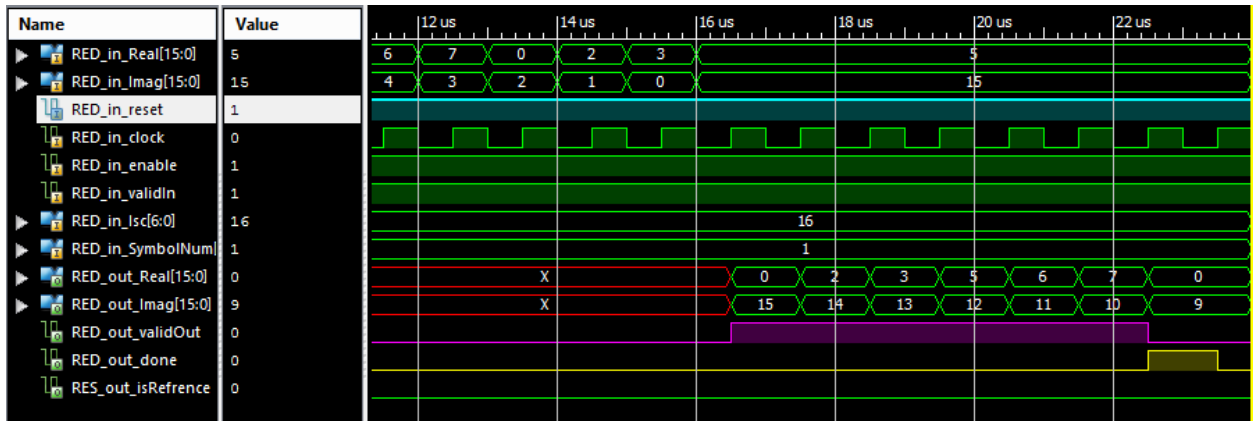 Name Value 12 us 14 us 16 us 18 us 20 us 22 us
RED_in_Real[15:0] 5 6 7 0 2 3 5
RED_in_Imag[15:0] 15 4 3 2 1 0 15
RED_in_reset 1
RED_in_clock 0
RED_in_enable 1
RED_in_validIn 1
RED_in_Isc[6:0] 16 16
RED_in_SymbolNum[ 1 1
RED_out_Real[15:0] 0 X 0 2 3 5 6 7 0
RED_out_Imag[15:0] 9 X 15 14 13 12 11 10 9
RED_out_validOut 0
RED_out_done 0
RES_out_isRefrence 0